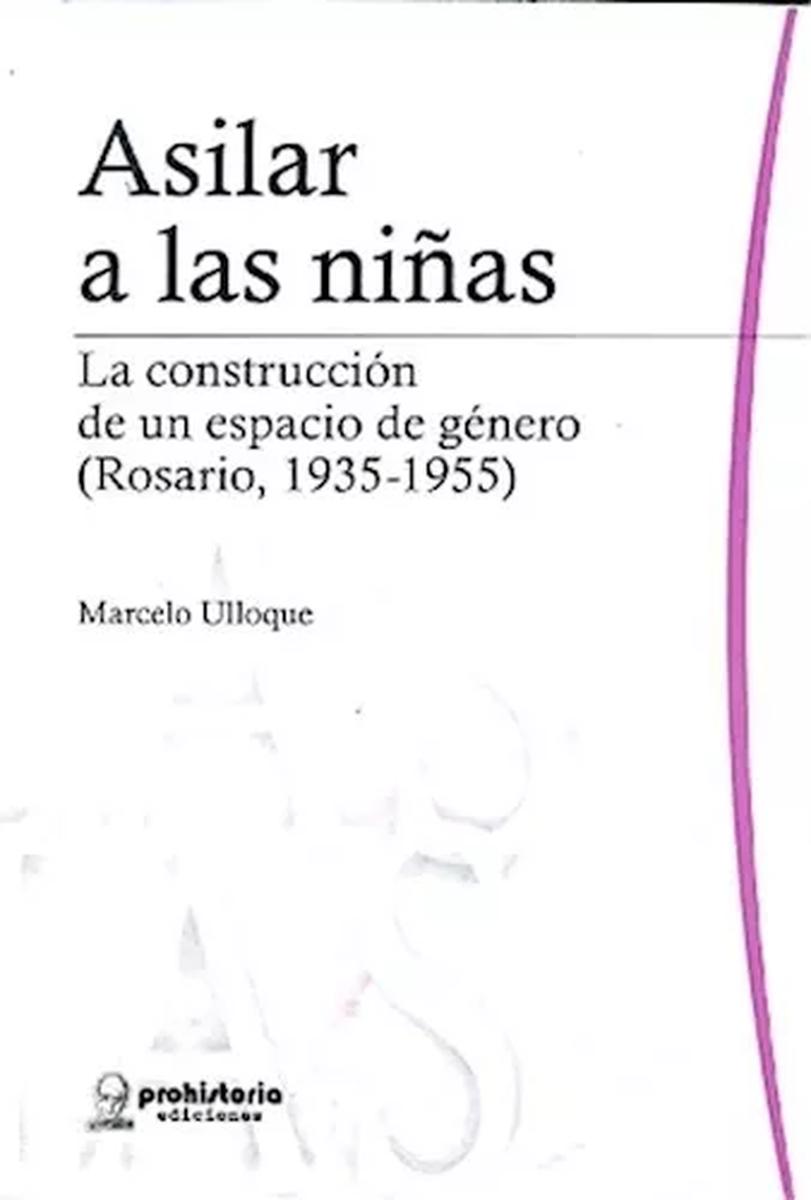 Asilar
a las niñas
La construcción
de un espacio de género
(Rosario, 1935-1955)
Marcelo Ulloque
prohistoria
ediciones